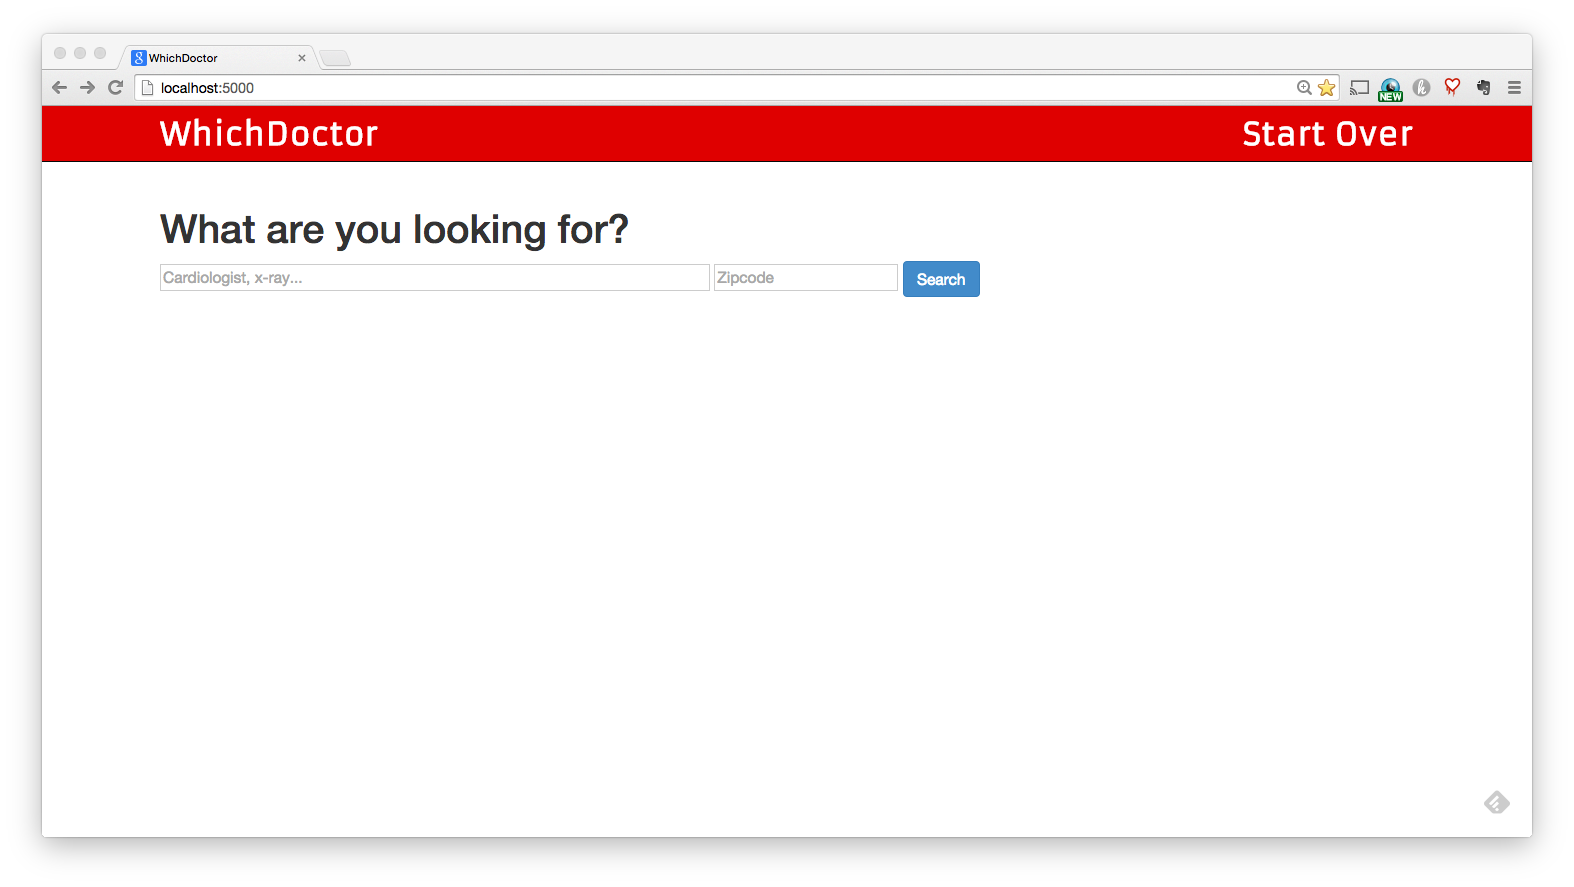 WhichDoctor
localhost:5000
NEW
WhichDoctor Start Over
What are you looking for?
Cardiologist, x-ray... Zipcode Search